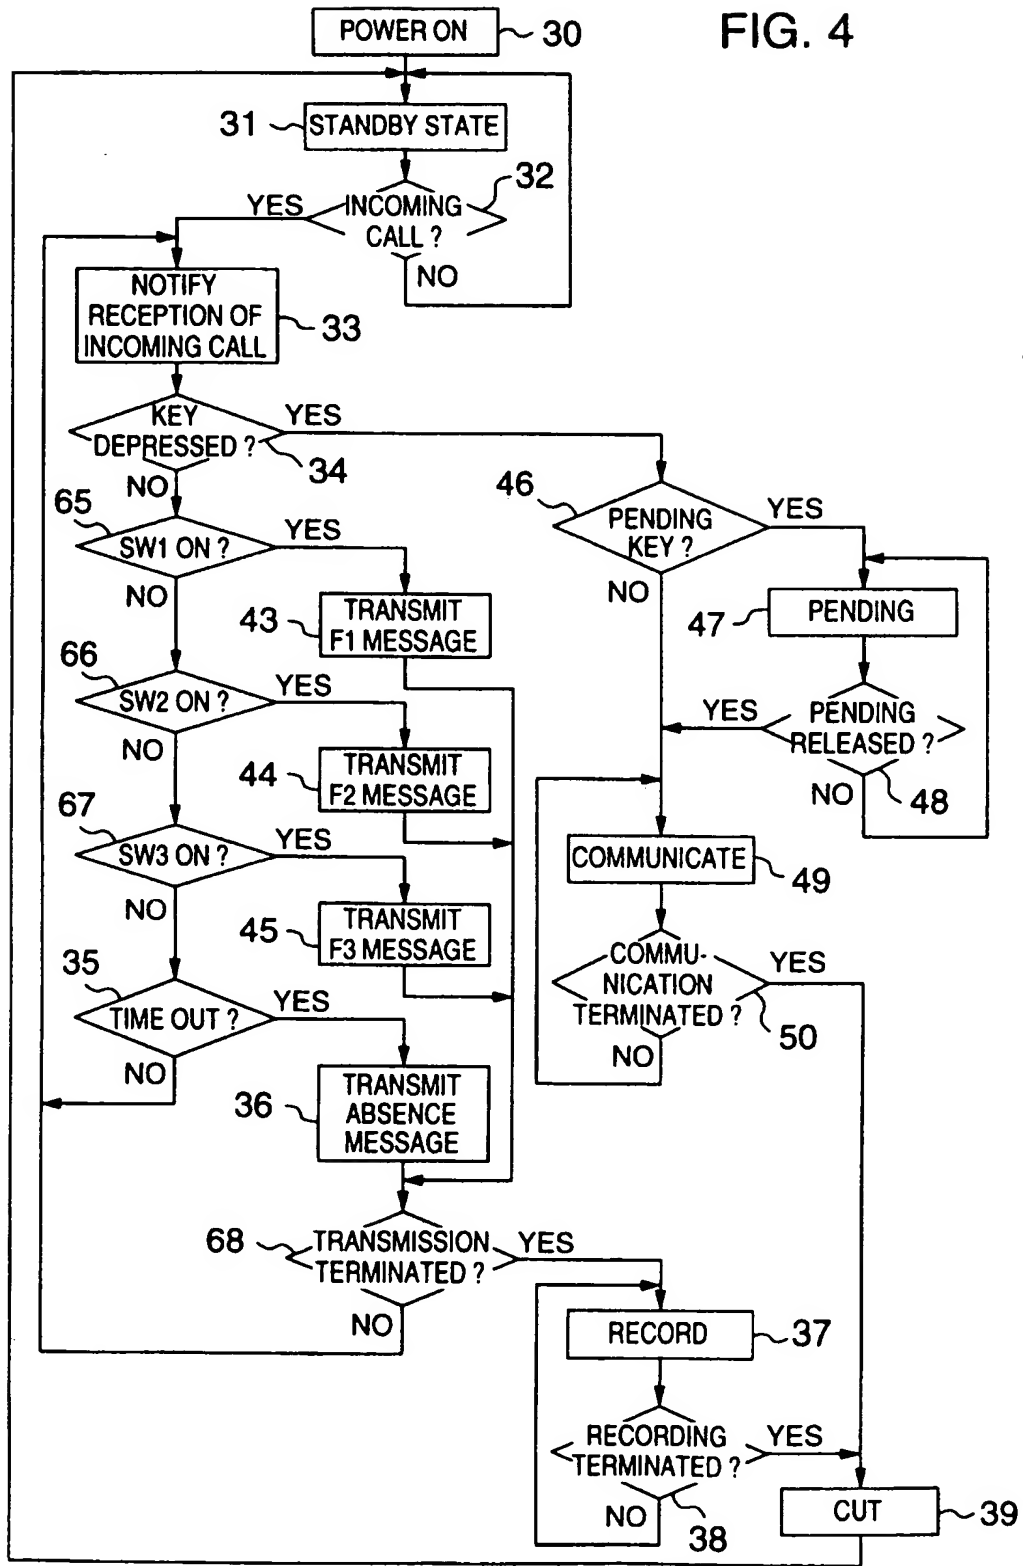 FIG. 4
POWER ON
30
31
STANDBY STATE
32
INCOMING
CALL ?
YES
NO
NOTIFY
RECEPTION OF
INCOMING CALL
33
KEY
DEPRESSED ?
YES
34
NO
46
PENDING
KEY ?
YES
NO
65
SW1 ON ?
YES
NO
43
TRANSMIT
F1 MESSAGE
47
PENDING
66
SW2 ON ?
YES
NO
PENDING
RELEASED ?
YES
NO
48
44
TRANSMIT
F2 MESSAGE
67
SW3 ON ?
YES
NO
COMMUNICATE
49
45
TRANSMIT
F3 MESSAGE
COMMU-
NICATION
TERMINATED ?
YES
50
NO
35
TIME OUT ?
YES
NO
36
TRANSMIT
ABSENCE
MESSAGE
68
TRANSMISSION
TERMINATED ?
YES
NO
RECORD
37
RECORDING
TERMINATED ?
YES
NO
38
CUT
39